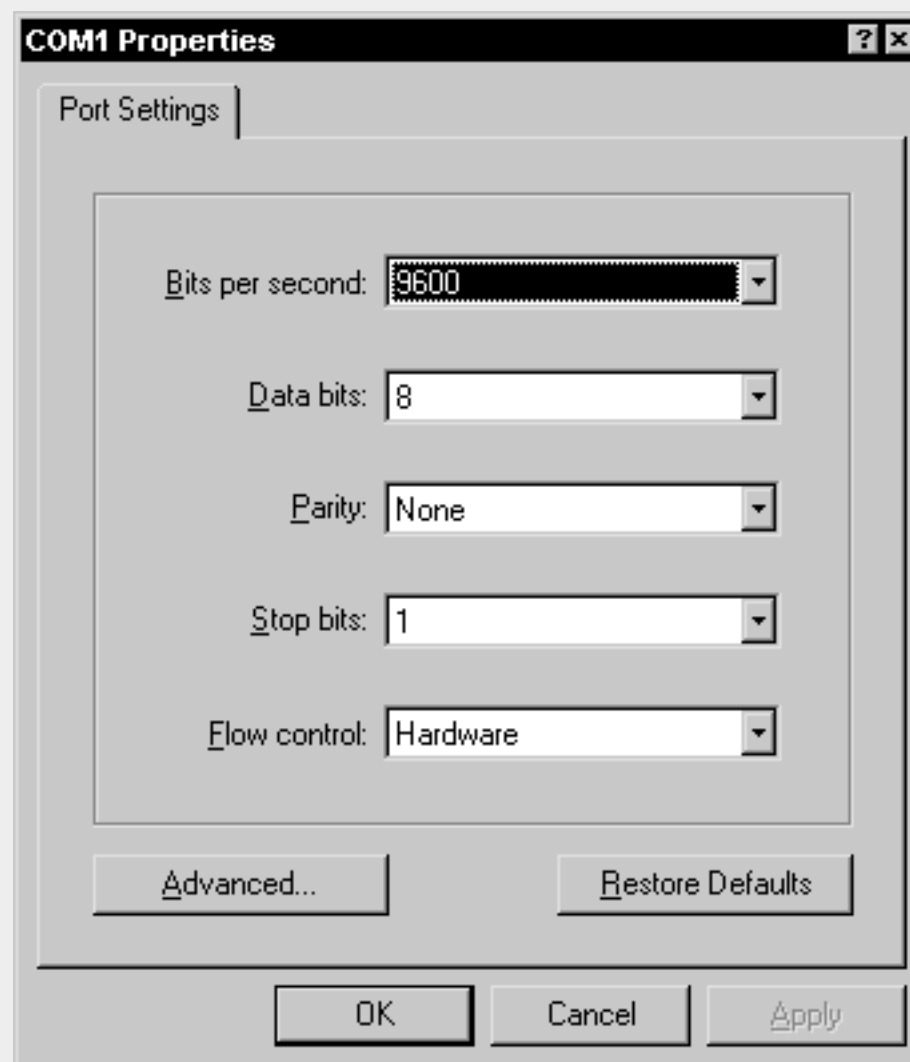 COM1 Properties
Port Settings
Bits per second: 9600
Data bits: 8
Parity: None
Stop bits: 1
Flow control: Hardware
Advanced... Restore Defaults
OK Cancel Apply